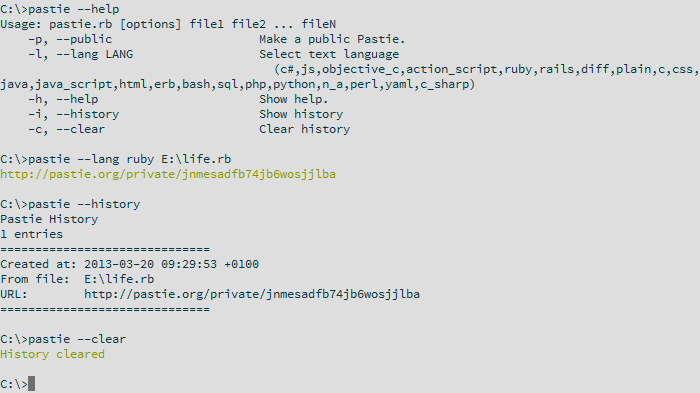 C:\>pastie --help
Usage: pastie.rb [options] file1 file2 ... fileN
    -p, --public                     Make a public Pastie.
    -l, --lang LANG                  Select text language
                                   (c#,js,objective_c,action_script,ruby,rails,diff,plain,c,css,
java,java_script,html,erb,bash,sql,php,python,n_a,perl,yaml,c_sharp)
    -h, --help                       Show help.
    -i, --history                    Show history
    -c, --clear                      Clear history
C:\>pastie --lang ruby E:\life.rb
http://pastie.org/private/jnmesadfb74jb6wosjjlba
C:\>pastie --history
Pastie History
1 entries
==============================
Created at: 2013-03-20 09:29:53 +0100
From file:  E:\life.rb
URL:        http://pastie.org/private/jnmesadfb74jb6wosjjlba
==============================
C:\>pastie --clear
History cleared
C:\>